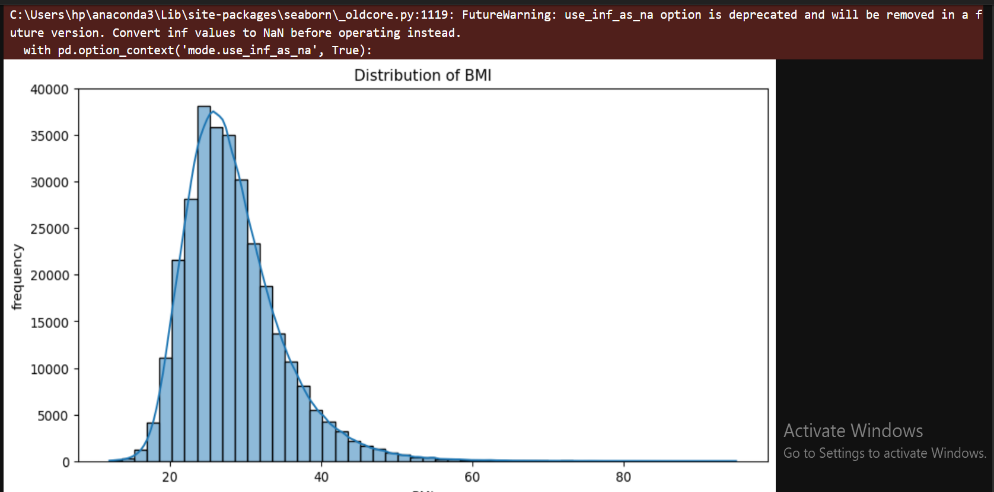 C:\Users\hp\anaconda3\Lib\site-packages\seaborn\_oldcore.py:1119: FutureWarning: use_inf_as_na option is deprecated and will be removed in a f
uture version. Convert inf values to NaN before operating instead.
  with pd.option_context('mode.use_inf_as_na', True):
Distribution of BMI
40000
35000
30000
25000
20000
15000
10000
5000
0
frequency
20 40 60 80
Activate Windows
Go to Settings to activate Windows.